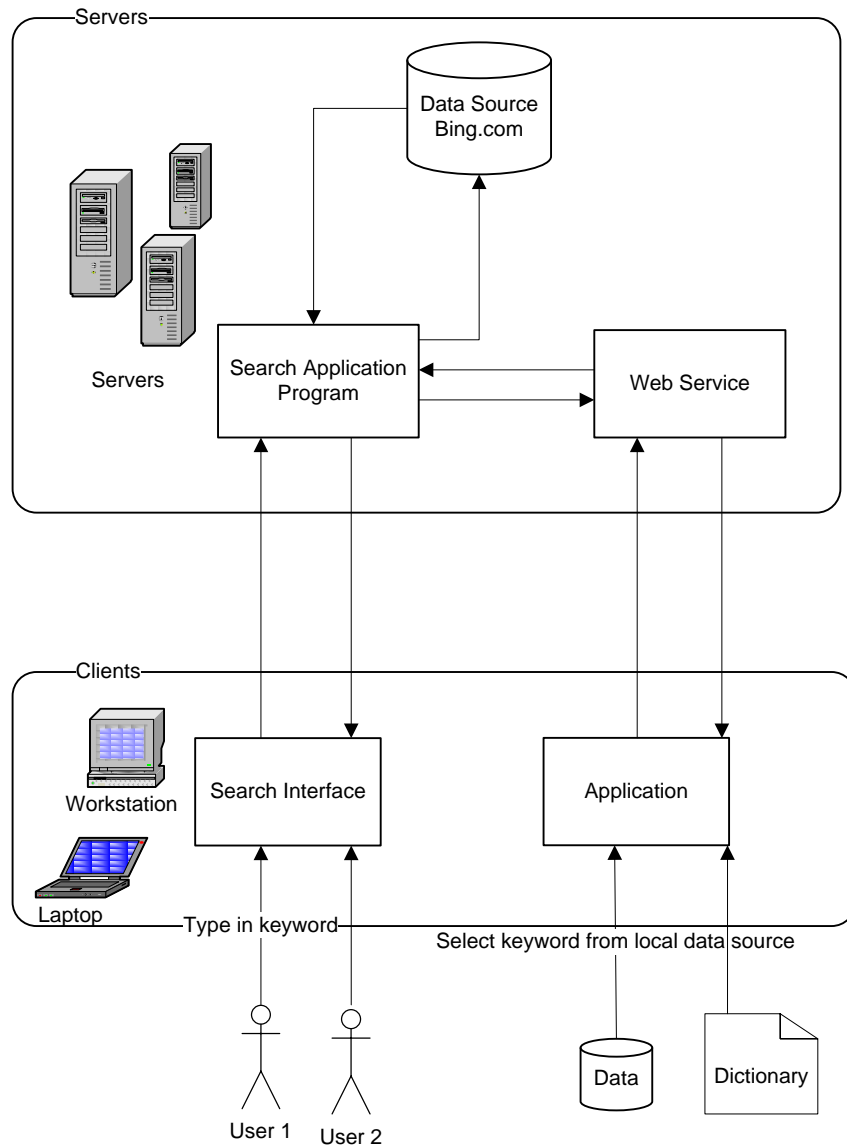 Servers
Data Source
Bing.com
Servers
Search Application
Program
Web Service
Clients
Workstation
Search Interface
Application
Laptop
Type in keyword
Select keyword from local data source
Data
Dictionary
User 1
User 2